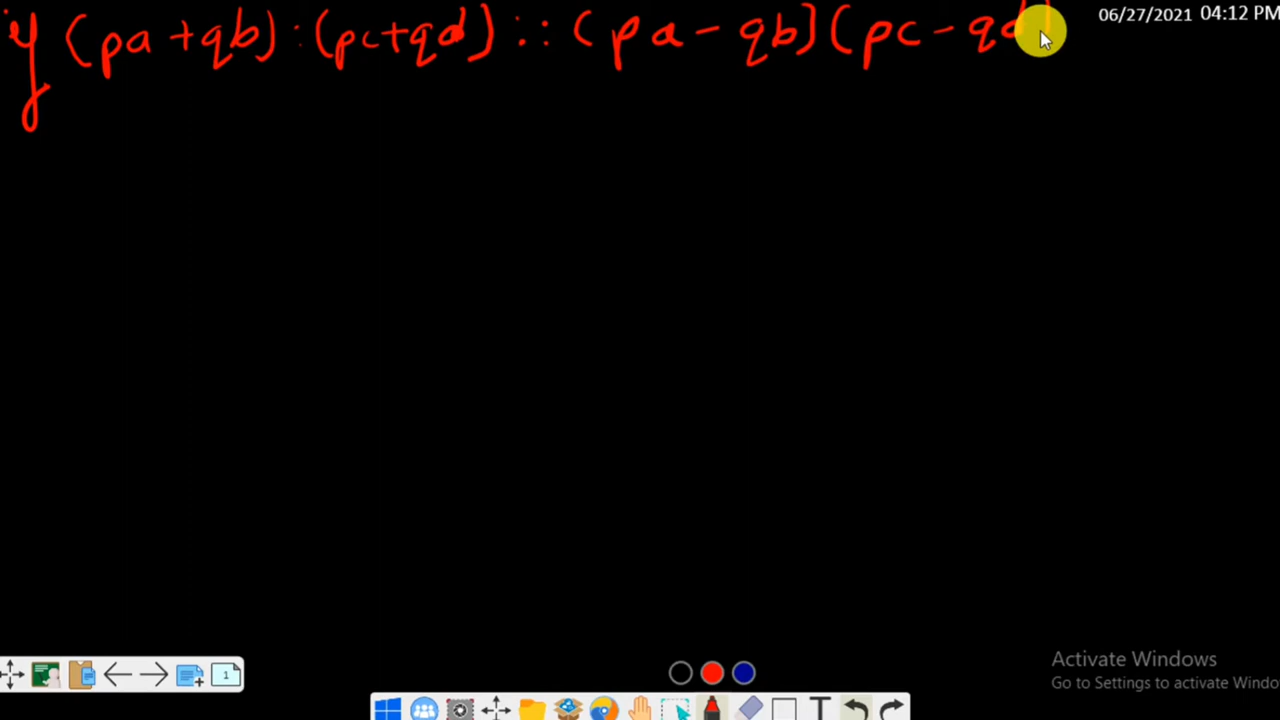 if (pa+qb):(pc+qd)::(pa-qb)(pc-qd)
06/27/2021 04:12 PM
1
Activate Windows
Go to Settings to activate Windo
T